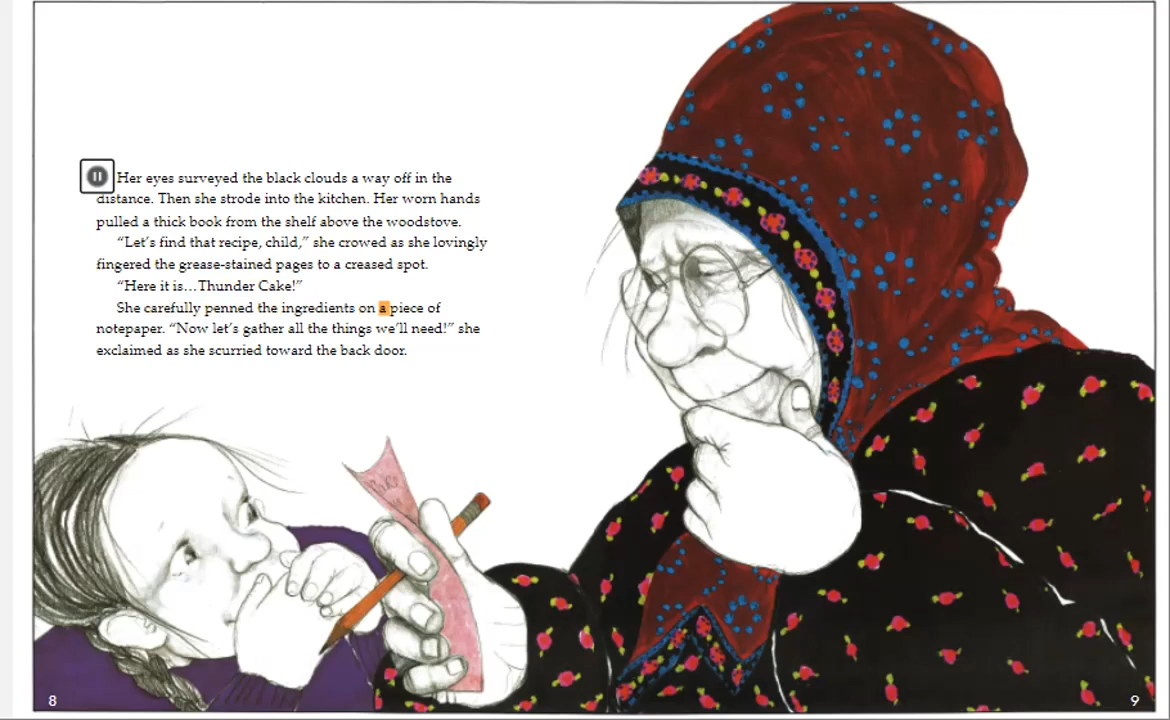 Her eyes surveyed the black clouds a way off in the
distance. Then she strode into the kitchen. Her worn hands
pulled a thick book from the shelf above the woodstove.
“Let’s find that recipe, child,” she crowed as she lovingly
fingered the grease-stained pages to a creased spot.
“Here it is...Thunder Cake!”
She carefully penned the ingredients on a piece of
notepaper. “Now let’s gather all the things we’ll need!” she
exclaimed as she scurried toward the back door.
8
9